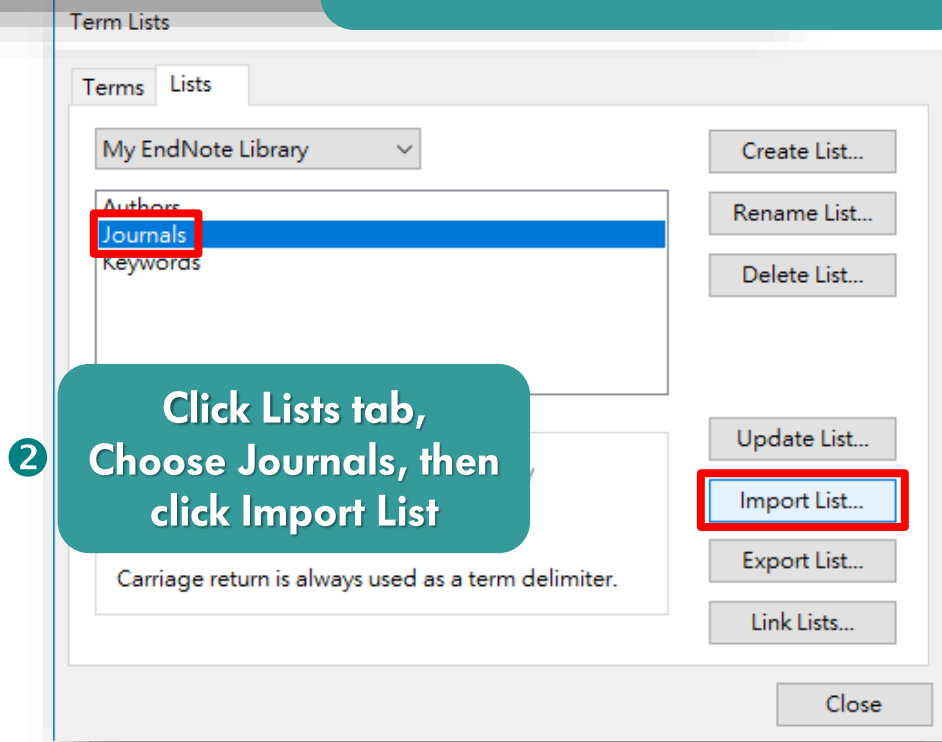 Term Lists
Terms Lists
My EndNote Library
Create List...
Authors
Rename List...
Journals
Keywords
Delete List...
Click Lists tab,
Update List...
❷ Choose Journals, then
click Import List
Import List...
Export List...
Carriage return is always used as a term delimiter.
Link Lists...
Close